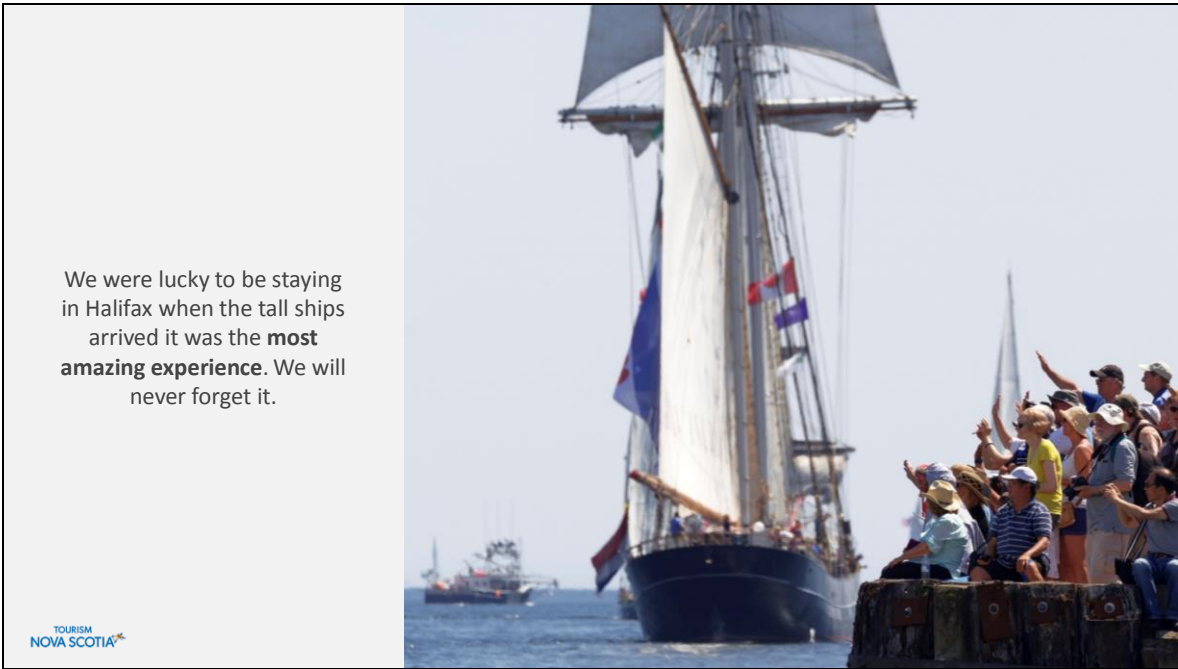 We were lucky to be staying
in Halifax when the tall ships
arrived it was the most
amazing experience. We will
never forget it.
TOURISM
NOVA SCOTIA